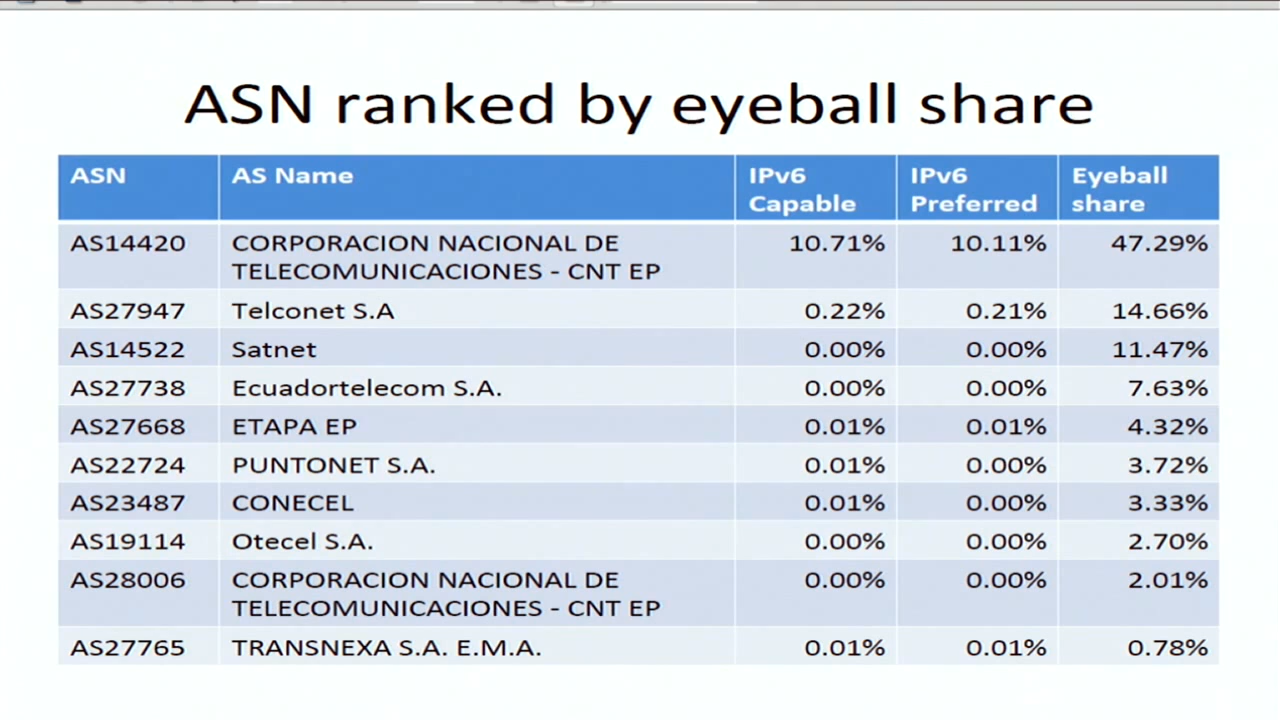 ASN ranked by eyeball share
ASN AS Name IPv6 Capable IPv6 Preferred Eyeball share
AS14420 CORPORACION NACIONAL DE TELECOMUNICACIONES - CNT EP 10.71% 10.11% 47.29%
AS27947 Telconet S.A 0.22% 0.21% 14.66%
AS14522 Satnet 0.00% 0.00% 11.47%
AS27738 Ecuadortelecom S.A. 0.00% 0.00% 7.63%
AS27668 ETAPA EP 0.01% 0.01% 4.32%
AS22724 PUNTONET S.A. 0.01% 0.00% 3.72%
AS23487 CONECEL 0.01% 0.00% 3.33%
AS19114 Otecel S.A. 0.00% 0.00% 2.70%
AS28006 CORPORACION NACIONAL DE TELECOMUNICACIONES - CNT EP 0.00% 0.00% 2.01%
AS27765 TRANSNEXA S.A. E.M.A. 0.01% 0.01% 0.78%